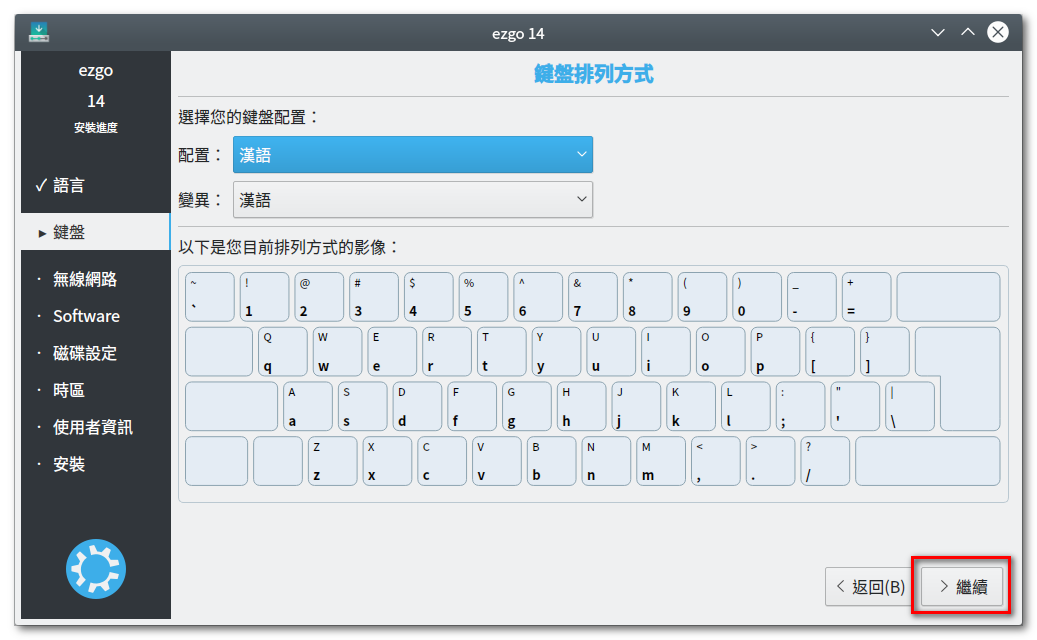 ezgo 14
ezgo
14
安裝進度
✓ 語言
▸ 鍵盤
· 無線網路
· Software
· 磁碟設定
· 時區
· 使用者資訊
· 安裝
鍵盤排列方式
選擇您的鍵盤配置：
配置： 漢語
變異： 漢語
以下是您目前排列方式的影像：
~ ! @ # $ % ^ & * ( ) _ +
` 1 2 3 4 5 6 7 8 9 0 - =
Q W E R T Y U I O P { }
q w e r t y u i o p [ ]
A S D F G H J K L : " |
a s d f g h j k l ; ' \
Z X C V B N M < > ?
z x c v b n m , . /
返回(B)
繼續